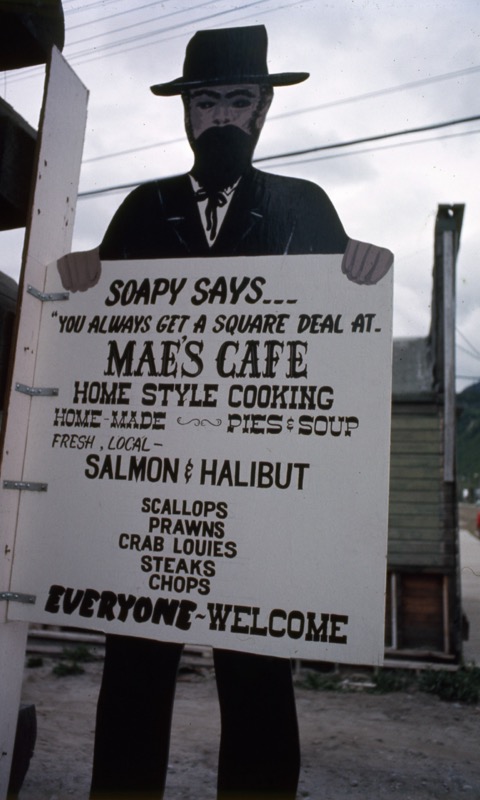 SOAPY SAYS...
"YOU ALWAYS GET A SQUARE DEAL AT..
MAE'S CAFE
HOME STYLE COOKING
HOME-MADE ~ PIES & SOUP
FRESH, LOCAL-
SALMON & HALIBUT
SCALLOPS
PRAWNS
CRAB LOUIES
STEAKS
CHOPS
EVERYONE~WELCOME